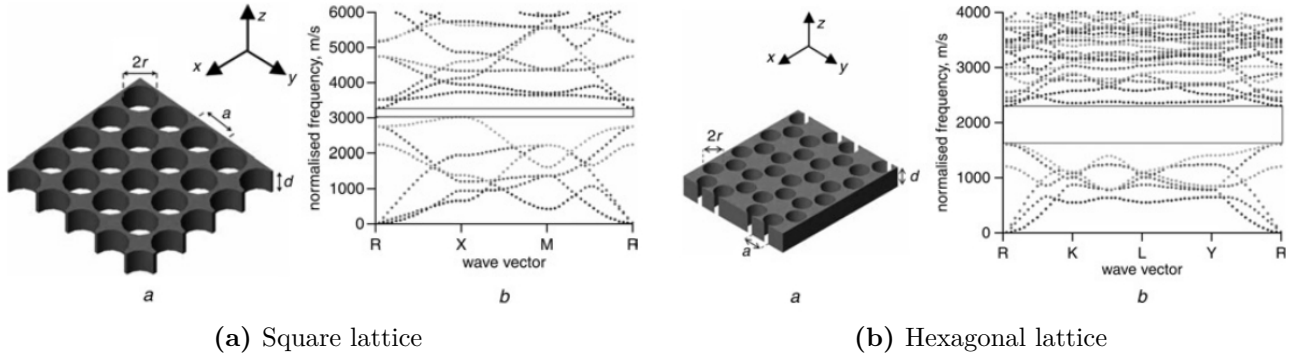 z
x
y
2r
a
d
a
normalised frequency, m/s
6000
5000
4000
3000
2000
1000
0
R X M R
wave vector
b
z
x
y
2r
d
a
a
normalised frequency, m/s
4000
3000
2000
1000
0
R K L Y R
wave vector
b
(a) Square lattice
(b) Hexagonal lattice